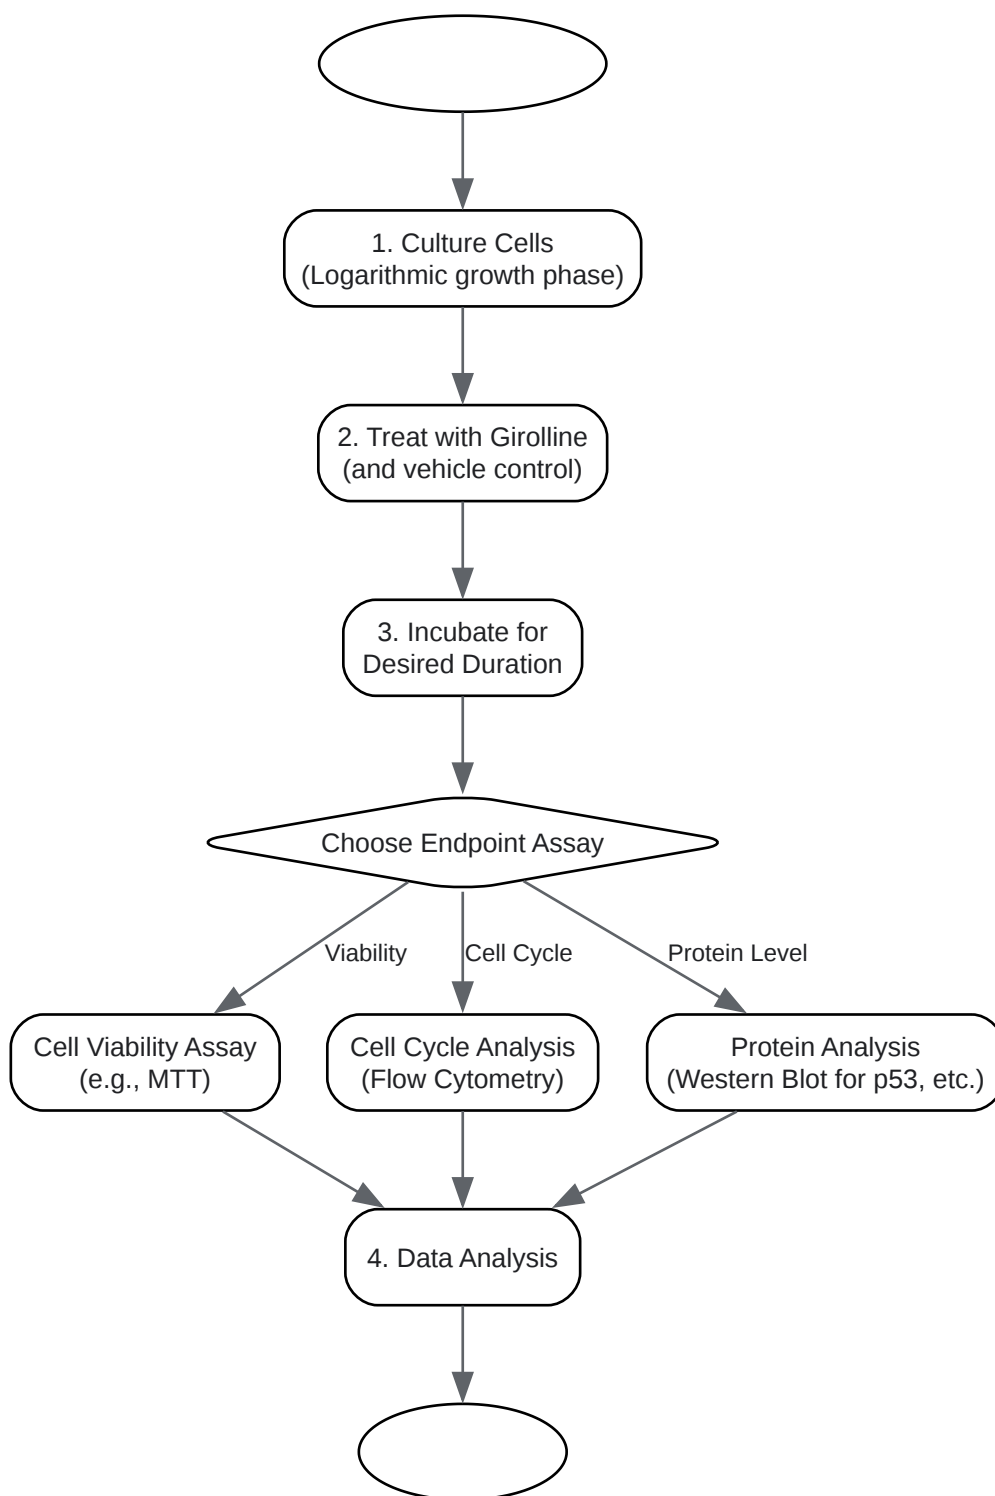 1. Culture Cells
(Logarithmic growth phase)
2. Treat with Girolline
(and vehicle control)
3. Incubate for
Desired Duration
Choose Endpoint Assay
Viability
Cell Cycle
Protein Level
Cell Viability Assay
(e.g., MTT)
Cell Cycle Analysis
(Flow Cytometry)
Protein Analysis
(Western Blot for p53, etc.)
4. Data Analysis